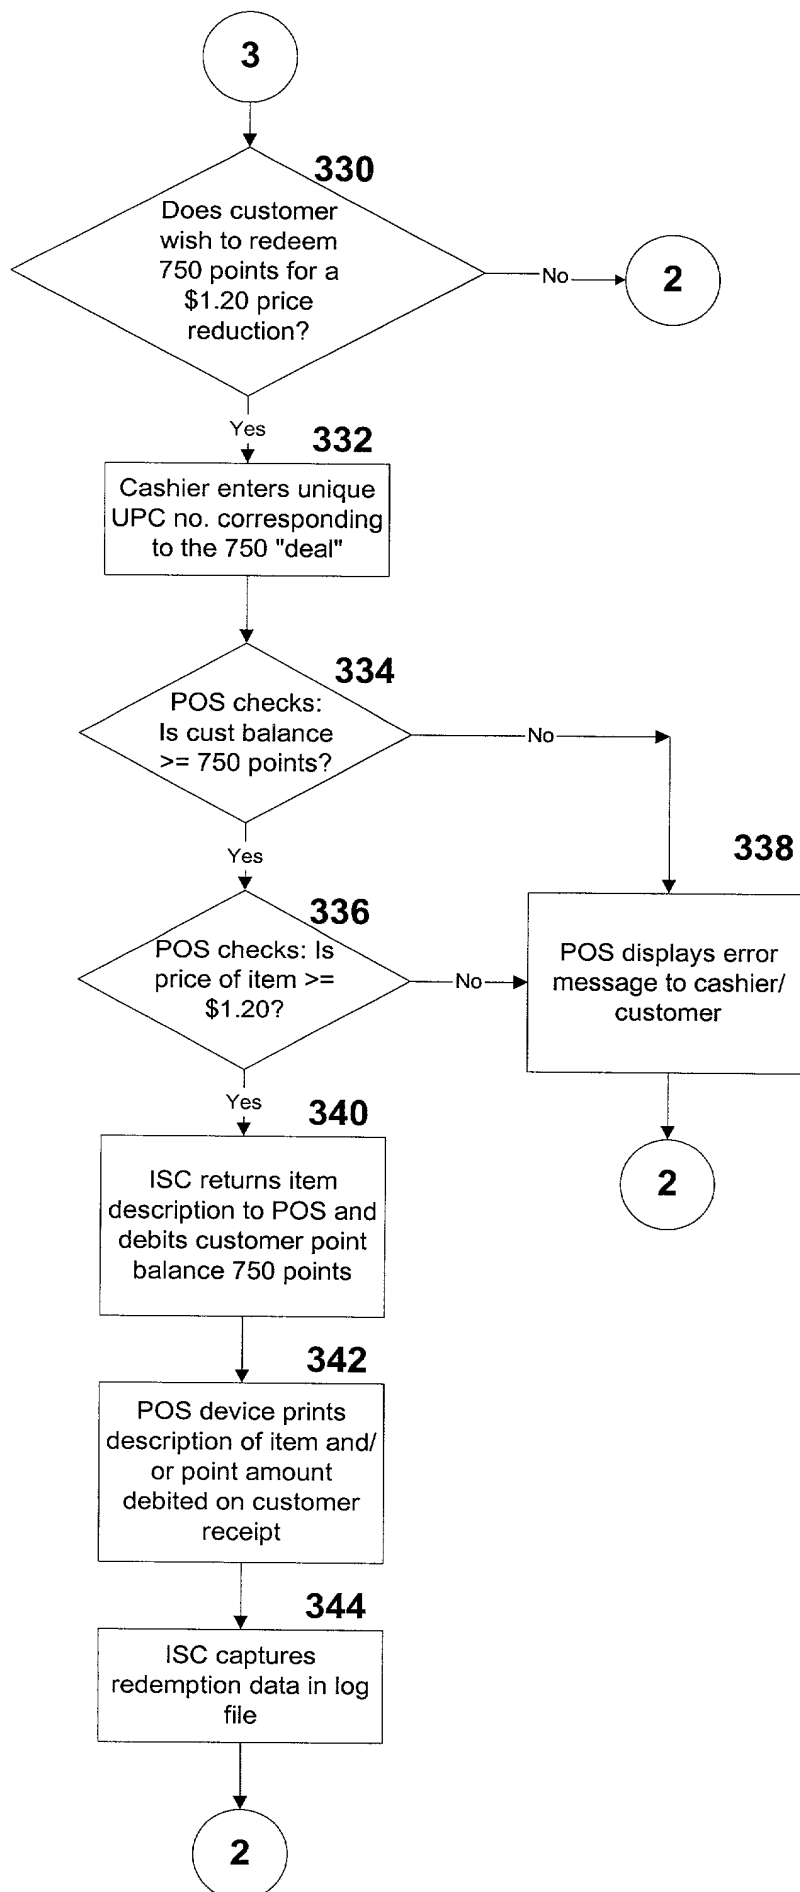 3
330
Does customer
wish to redeem
750 points for a
$1.20 price
reduction?
No
2
Yes
332
Cashier enters unique
UPC no. corresponding
to the 750 "deal"
334
POS checks:
Is cust balance
>= 750 points?
No
Yes
338
POS displays error
message to cashier/
customer
336
POS checks: Is
price of item >=
$1.20?
No
Yes
2
340
ISC returns item
description to POS and
debits customer point
balance 750 points
342
POS device prints
description of item and/
or point amount
debited on customer
receipt
344
ISC captures
redemption data in log
file
2